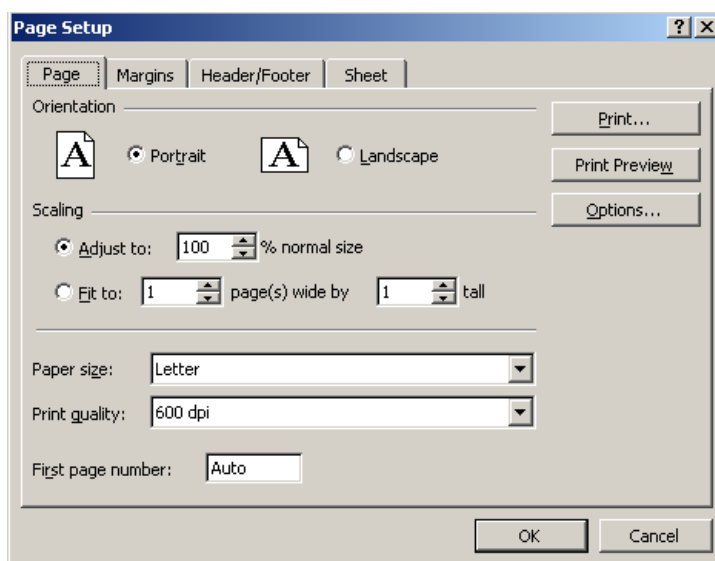 Page Setup
Page Margins Header/Footer Sheet
Orientation
A Portrait A Landscape
Print...
Print Preview
Options...
Scaling
Adjust to: 100 % normal size
Fit to: 1 page(s) wide by 1 tall
Paper size: Letter
Print quality: 600 dpi
First page number: Auto
OK Cancel